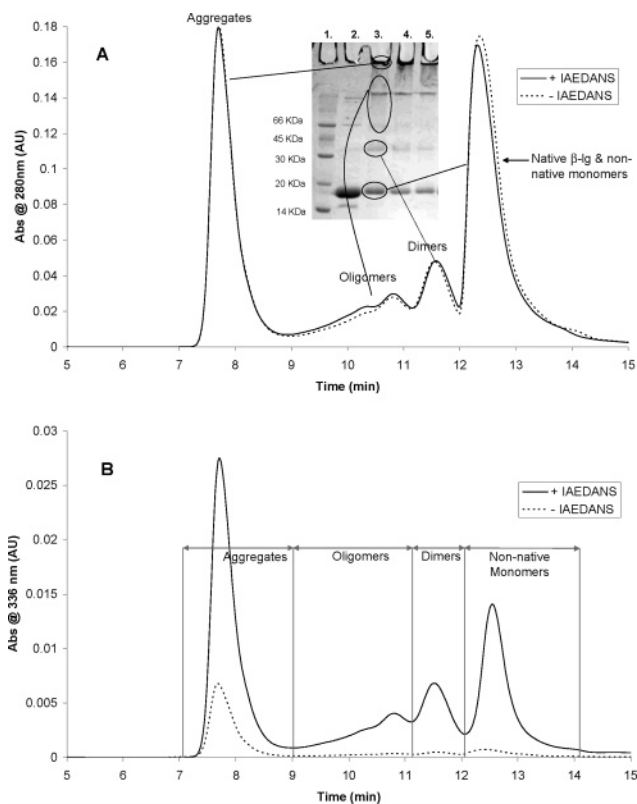 Aggregates
A
1. 2. 3. 4. 5.
66 KDa
45 KDa
30 KDa
20 KDa
14 KDa
+ IAEDANS
- IAEDANS
Native β-lg & non-
native monomers
Dimers
Oligomers
Abs @ 280nm (AU)
0.18
0.16
0.14
0.12
0.1
0.08
0.06
0.04
0.02
0
5 6 7 8 9 10 11 12 13 14 15
Time (min)
B
+ IAEDANS
- IAEDANS
Aggregates Oligomers Dimers Non-native
Monomers
Abs @ 336 nm (AU)
0.03
0.025
0.02
0.015
0.01
0.005
0
5 6 7 8 9 10 11 12 13 14 15
Time (min)